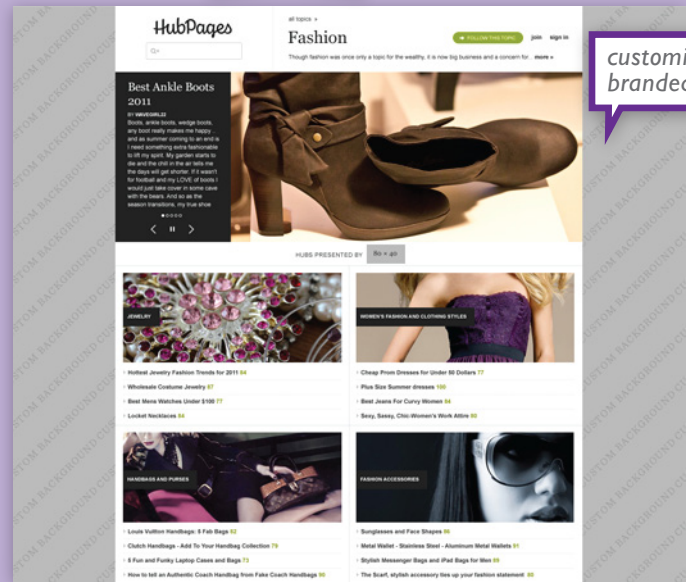 HubPages
all topics »
Fashion
FOLLOW THIS TOPIC
join sign in
Though fashion was once only a topic for the wealthy, it is now big business and a concern for.. more »
customi
branded
Best Ankle Boots
2011
BY WAVEGIRL22
Boots, ankle boots, wedge boots,
any boot really makes me happy ..
and as summer coming to an end is
I need something extra fashionable
to lift my spirit. My garden starts to
die and the chill in the air tells me
the days will get shorter. If it wasn't
for football and my LOVE of boots I
would just take cover in some cave
with the bears. And so as the
season transitions, my true shoe
HUBS PRESENTED BY 80 × 40
JEWELRY
› Hottest Jewelry Fashion Trends for 2011 94
› Wholesale Costume Jewelry 87
› Best Mens Watches Under $100 77
› Locket Necklaces 84
WOMEN'S FASHION AND CLOTHING STYLES
› Cheap Prom Dresses for Under 50 Dollars 77
› Plus Size Summer dresses 100
› Best Jeans For Curvy Women 94
› Sexy, Sassy, Chic-Women's Work Attire 80
HANDBAGS AND PURSES
› Louis Vuitton Handbags: 5 Fab Bags 92
› Clutch Handbags - Add To Your Handbag Collection 79
› 5 Fun and Funky Laptop Cases and Bags 73
› How to tell an Authentic Coach Handbag from Fake Coach Handbags 90
FASHION ACCESSORIES
› Sunglasses and Face Shapes
› Metal Wallet - Stainless Steel - Aluminum Metal Wallets 91
› Stylish Messenger Bags and iPad Bags for Men
› The Scarf, stylish accessory ties up your fashion statement
CUSTOM BACKGROUND